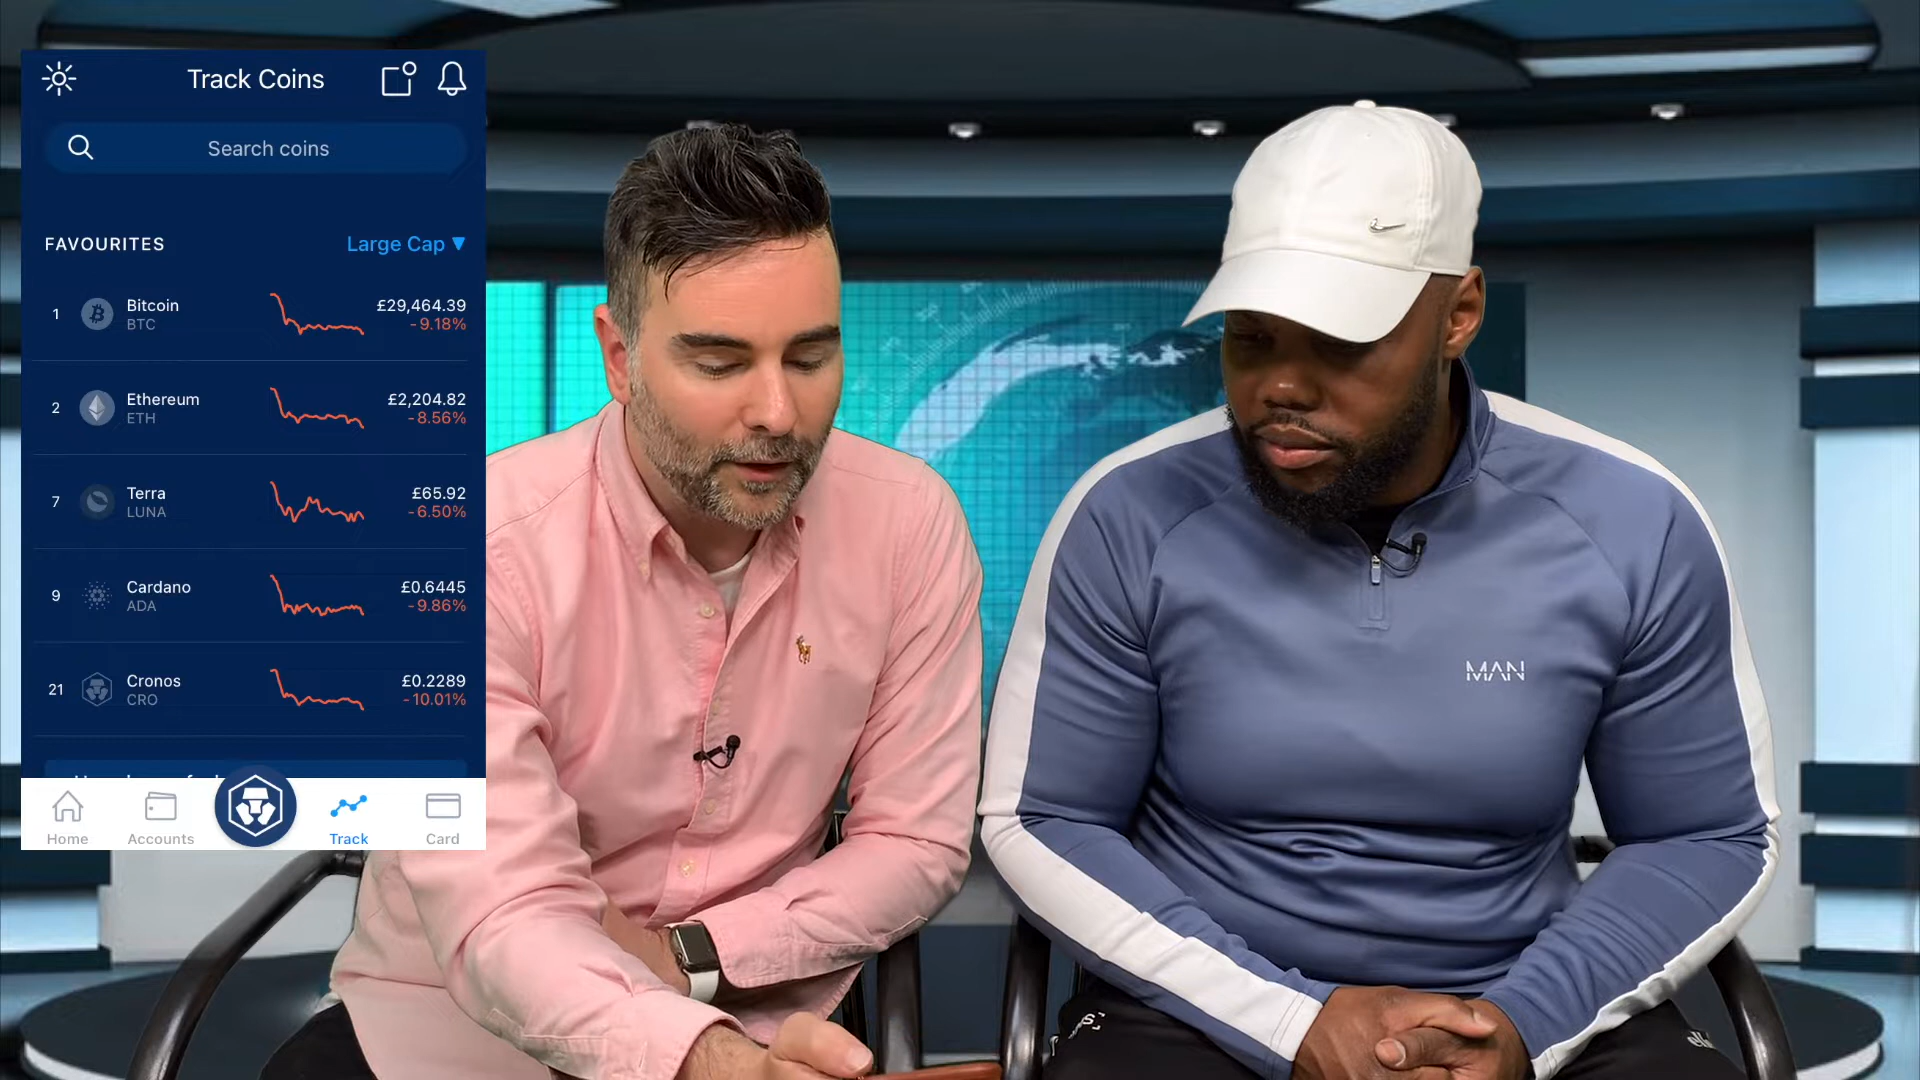 Track Coins
Search coins
FAVOURITES
Large Cap ▼
1
Bitcoin
BTC
£29,464.39
-9.18%
2
Ethereum
ETH
£2,204.82
-8.56%
7
Terra
LUNA
£65.92
-6.50%
9
Cardano
ADA
£0.6445
-9.86%
21
Cronos
CRO
£0.2289
-10.01%
Home
Accounts
Track
Card
MAN